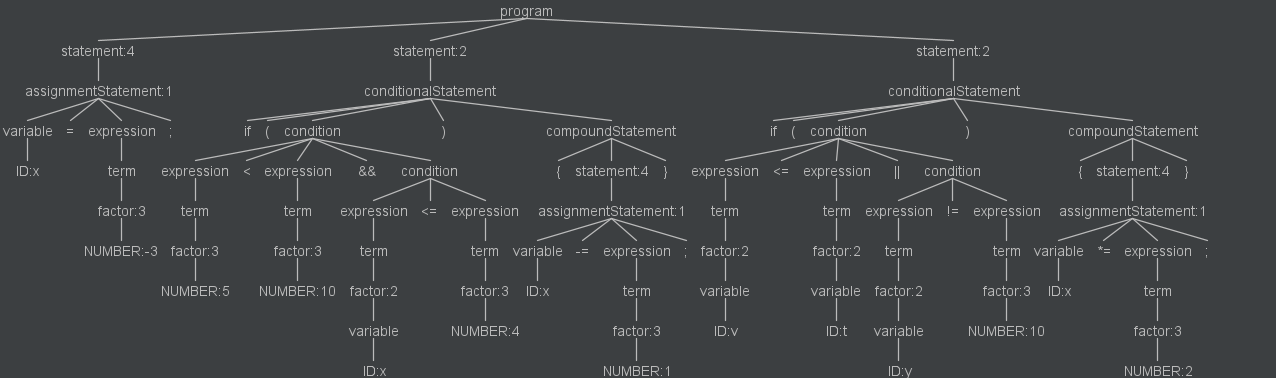 program
statement:4 statement:2 statement:2
assignmentStatement:1 conditionalStatement conditionalStatement
variable = expression ; if ( condition ) compoundStatement if ( condition ) compoundStatement
ID:x term expression < expression && condition { statement:4 } expression <= expression || condition { statement:4 }
factor:3 term term expression <= expression assignmentStatement:1 term term expression != expression assignmentStatement:1
NUMBER:-3 factor:3 factor:3 term term variable -= expression ; factor:2 factor:2 term term variable *= expression ;
NUMBER:5 NUMBER:10 factor:2 factor:3 ID:x term variable variable factor:2 factor:3 ID:x term
variable NUMBER:4 factor:3 ID:v ID:t variable NUMBER:10 factor:3
ID:x NUMBER:1 ID:y NUMBER:2